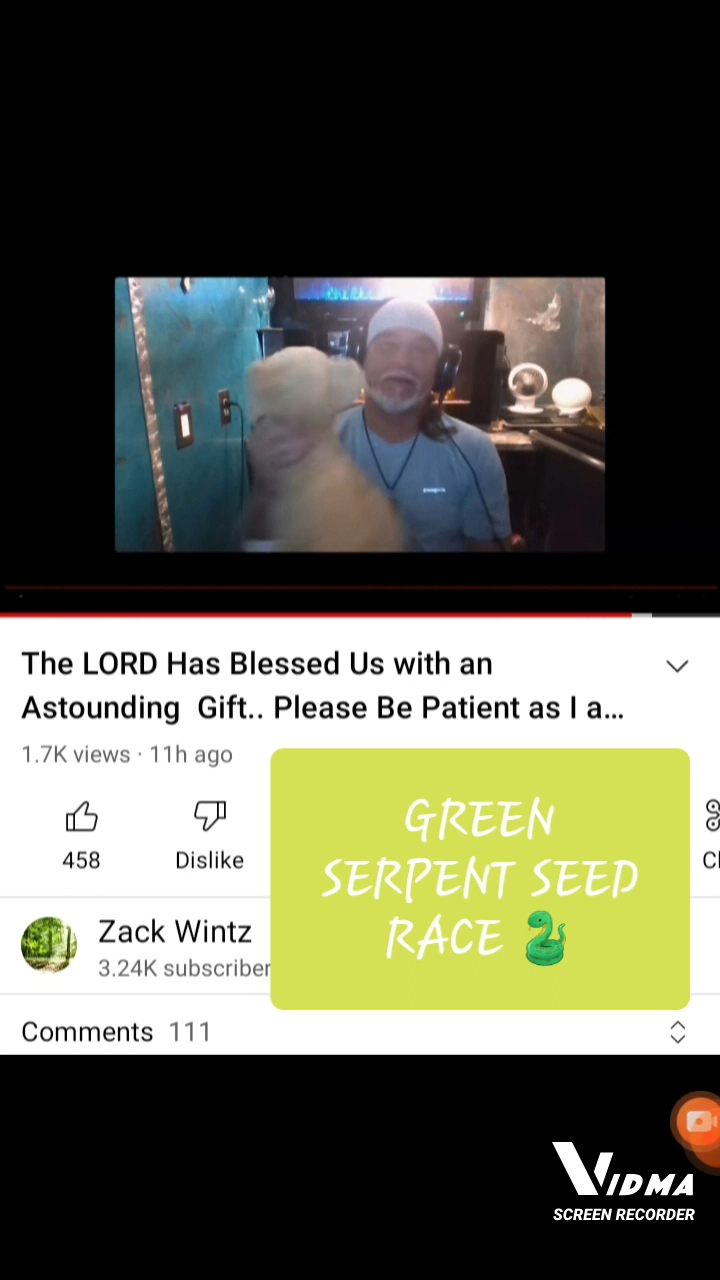 The LORD Has Blessed Us with an
Astounding  Gift.. Please Be Patient as I a...
1.7K views · 11h ago
458
Dislike
GREEN
SERPENT SEED
RACE 🐍
Zack Wintz
3.24K subscriber
Comments 111
VIDMA
SCREEN RECORDER